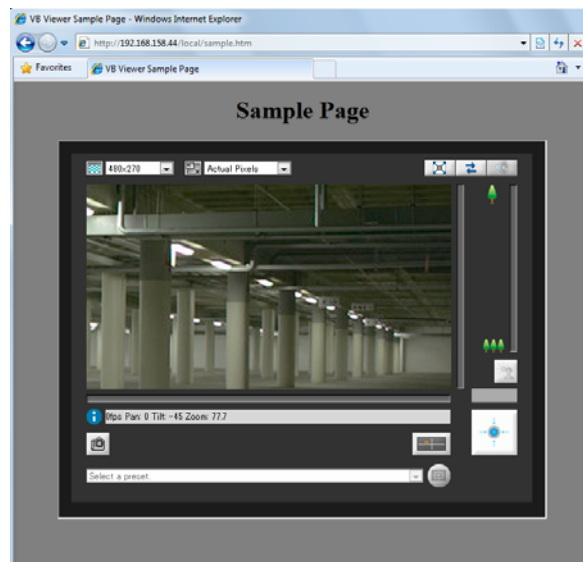 VB Viewer Sample Page - Windows Internet Explorer
http://192.168.158.44/local/sample.htm
Favorites
VB Viewer Sample Page
Sample Page
480x270
Actual Pixels
0fps Pan: 0 Tilt: -45 Zoom: 77.7
Select a preset